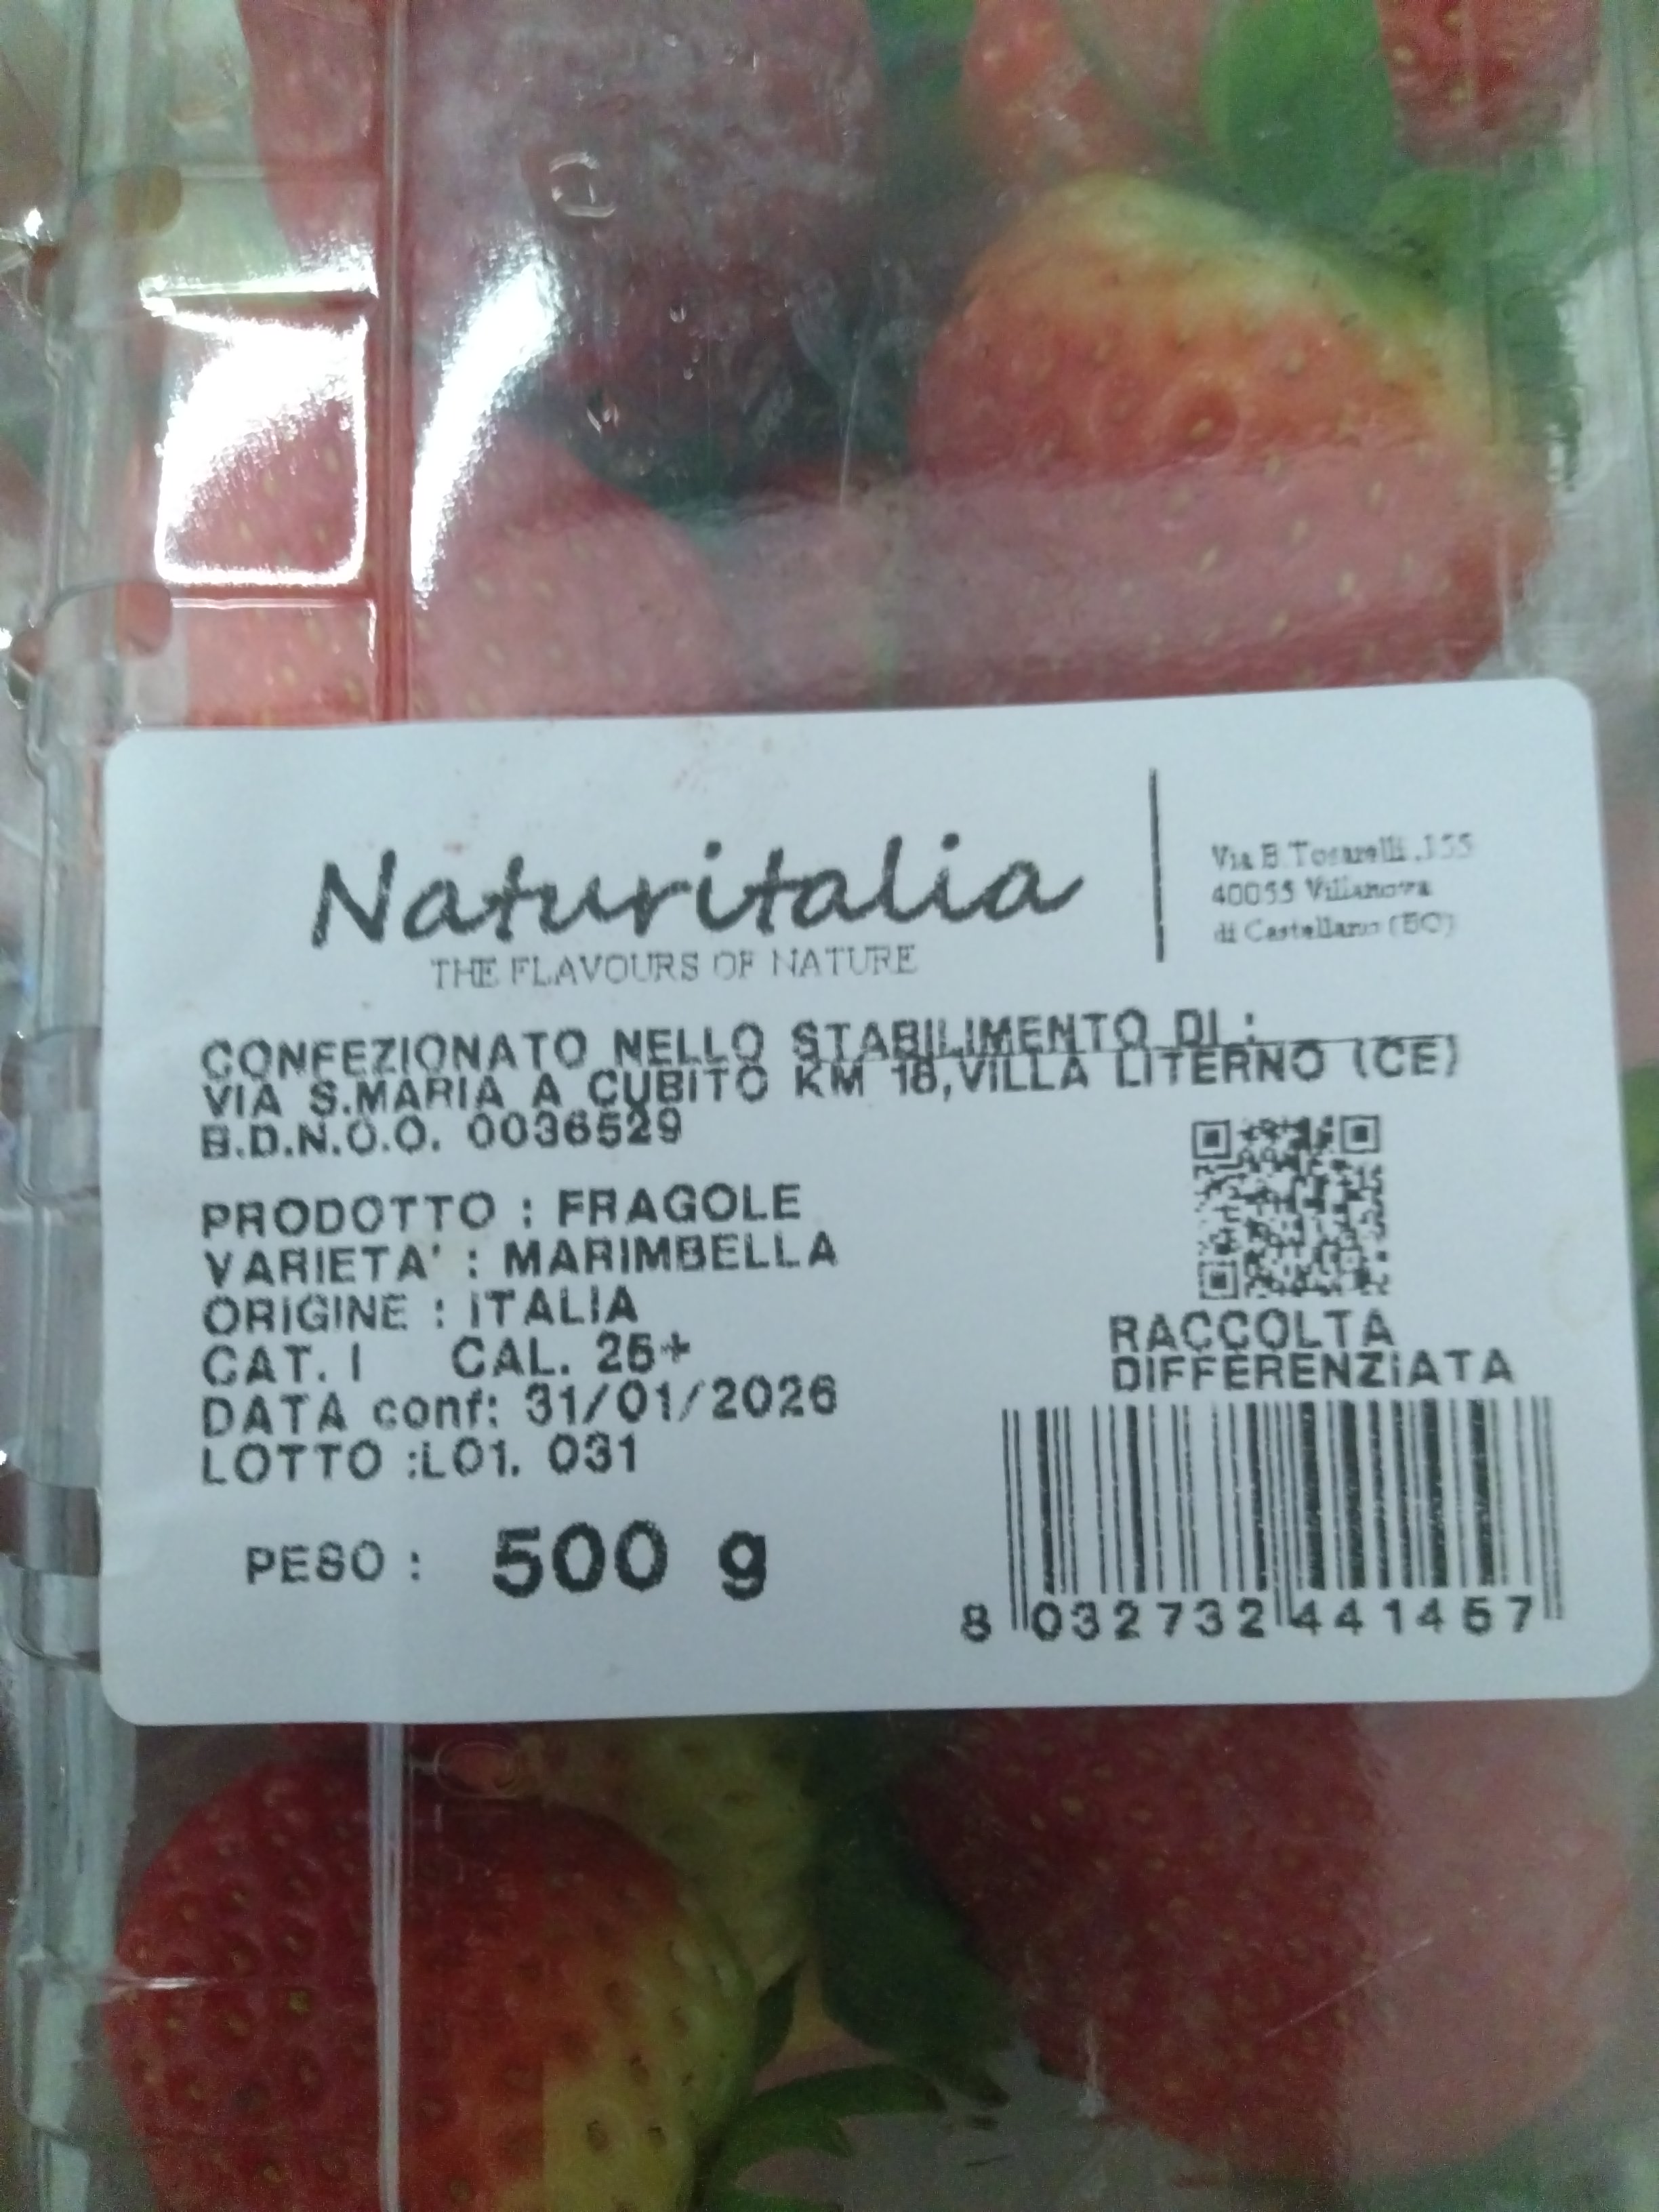 Naturitalia
THE FLAVOURS OF NATURE
Via B. Tosarelli ,155
40055 Villanova
di Castellano (BO)
CONFEZIONATO NELLO STABILIMENTO DI :
VIA S.MARIA A CUBITO KM 18,VILLA LITERNO (CE)
B.D.N.O.O. 0036529
PRODOTTO : FRAGOLE
VARIETA' : MARIMBELLA
ORIGINE : ITALIA
CAT. I CAL. 25+
DATA conf: 31/01/2026
LOTTO :L01. 031
PESO : 500 g
RACCOLTA
DIFFERENZIATA
8 032732 441457